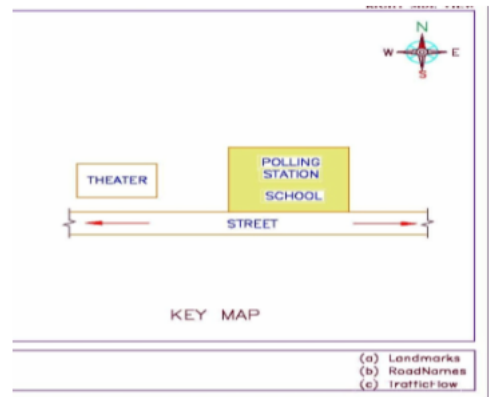 N
W E
S
THEATER
POLLING
STATION
SCHOOL
STREET
KEY MAP
(a) Landmarks
(b) RoadNames
(c) Trafficflow